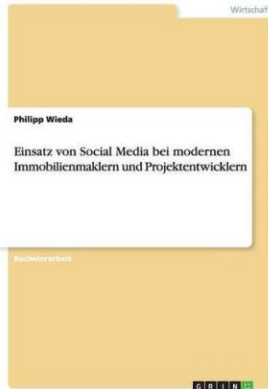 Wirtschaft
Philipp Wieda
Einsatz von Social Media bei modernen
Immobilienmaklern und Projektentwicklern
Bachelorarbeit
GRIN